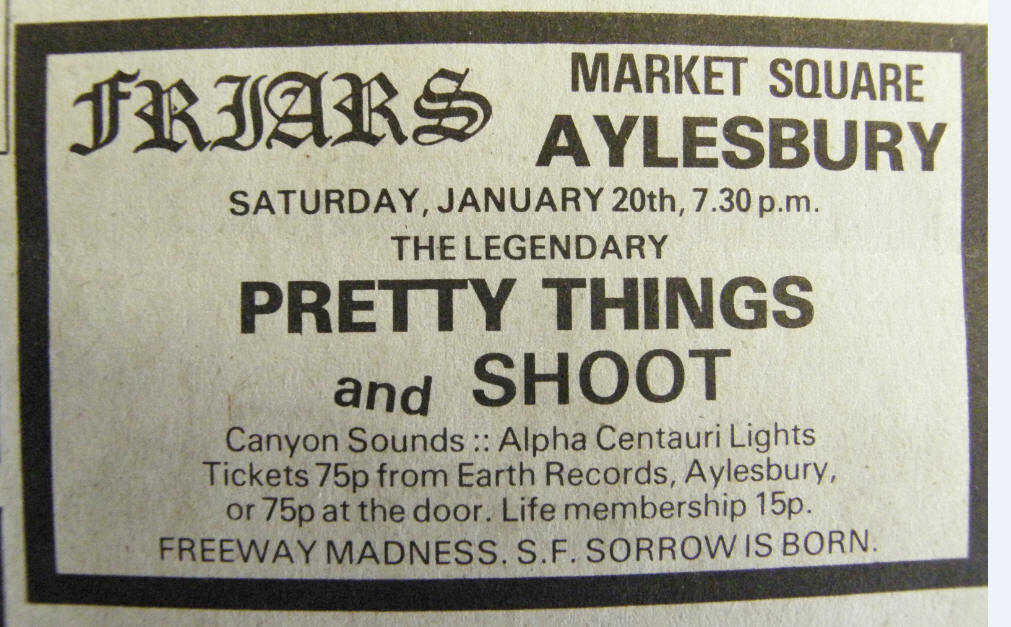 FRIARS
MARKET SQUARE
AYLESBURY
SATURDAY, JANUARY 20th, 7.30 p.m.
THE LEGENDARY
PRETTY THINGS
and SHOOT
Canyon Sounds :: Alpha Centauri Lights
Tickets 75p from Earth Records, Aylesbury,
or 75p at the door. Life membership 15p.
FREEWAY MADNESS. S.F. SORROW IS BORN.